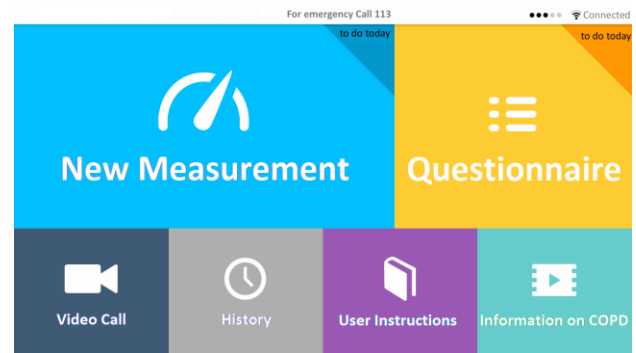 For emergency Call 113
Connected
to do today
to do today
New Measurement
Questionnaire
Video Call
History
User Instructions
Information on COPD